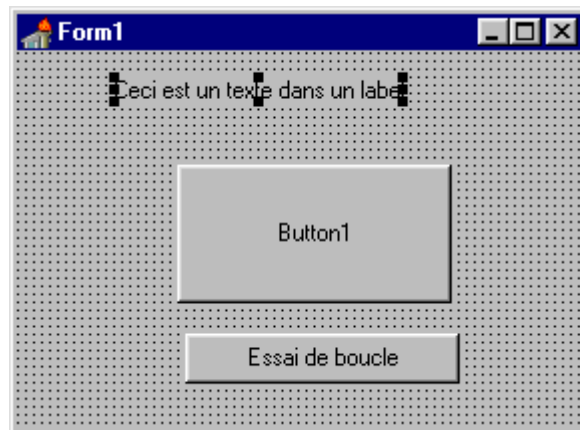 Form1
Ceci est un texte dans un label
Button1
Essai de boucle